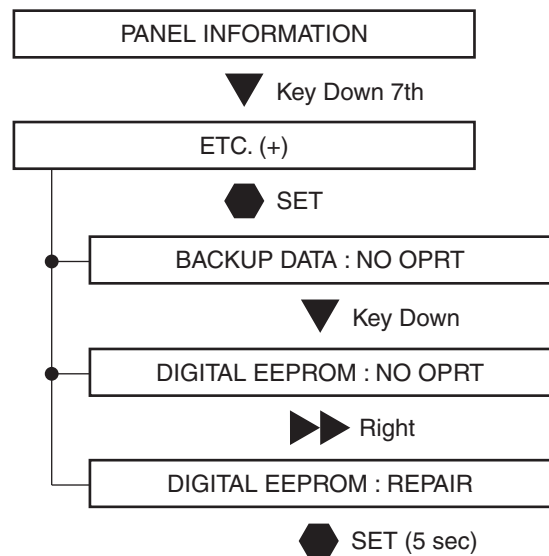 PANEL INFORMATION
Key Down 7th
ETC. (+)
SET
BACKUP DATA : NO OPRT
Key Down
DIGITAL EEPROM : NO OPRT
Right
DIGITAL EEPROM : REPAIR
SET (5 sec)